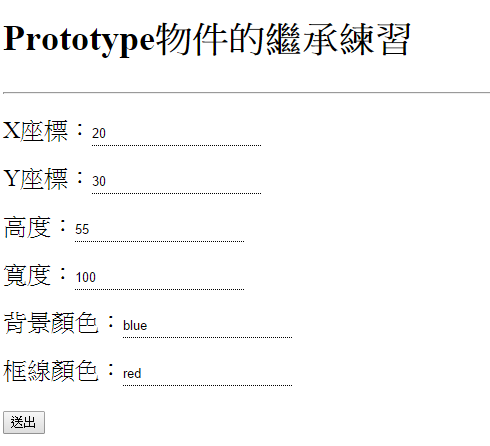 Prototype物件的繼承練習
X座標：20
Y座標：30
高度：55
寬度：100
背景顏色：blue
框線顏色：red
送出